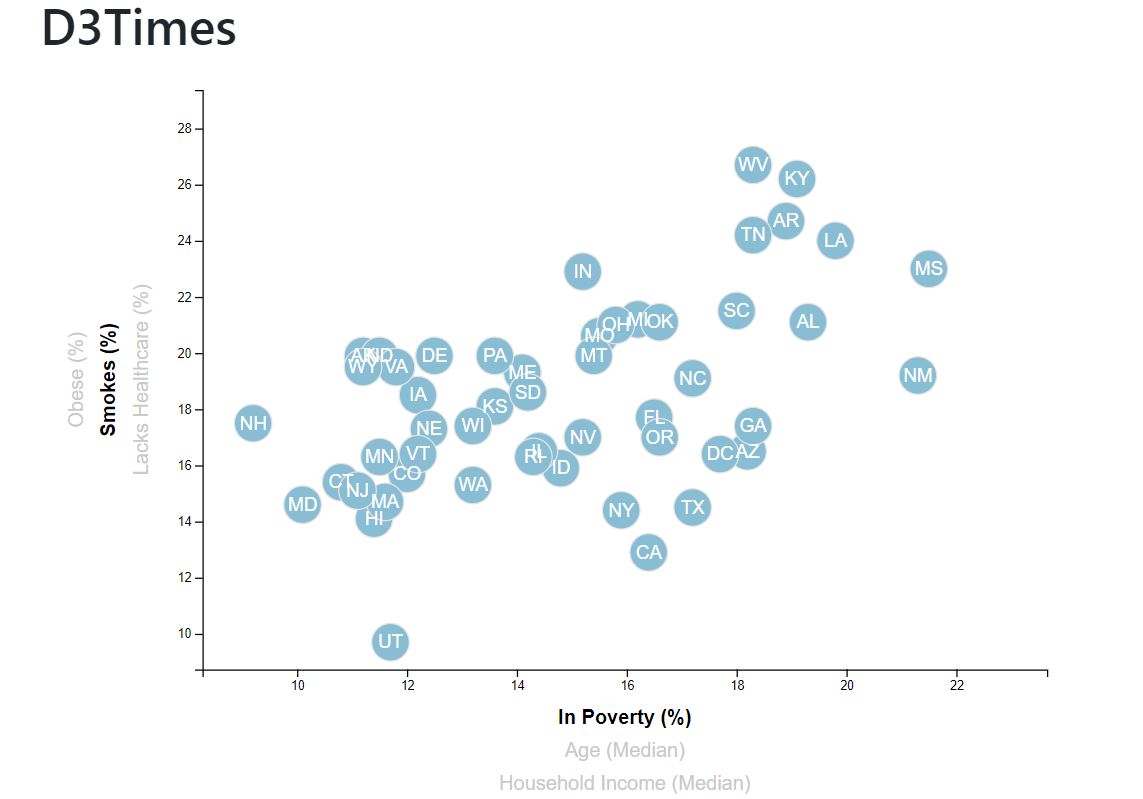 D3Times
28
26
24
22
20
18
16
14
12
10
Obese (%)
Smokes (%)
Lacks Healthcare (%)
WV
KY
AR
TN
LA
MS
IN
SC
AL
MI
OK
OH
MO
MT
NM
NC
AK
ND
WY
VA
DE
PA
ME
SD
IA
KS
NH
NE
WI
FL
OR
GA
NV
DC
AZ
MN
VT
CO
IL
RI
ID
CT
NJ
WA
MD
MA
HI
NY
TX
CA
UT
10 12 14 16 18 20 22
In Poverty (%)
Age (Median)
Household Income (Median)